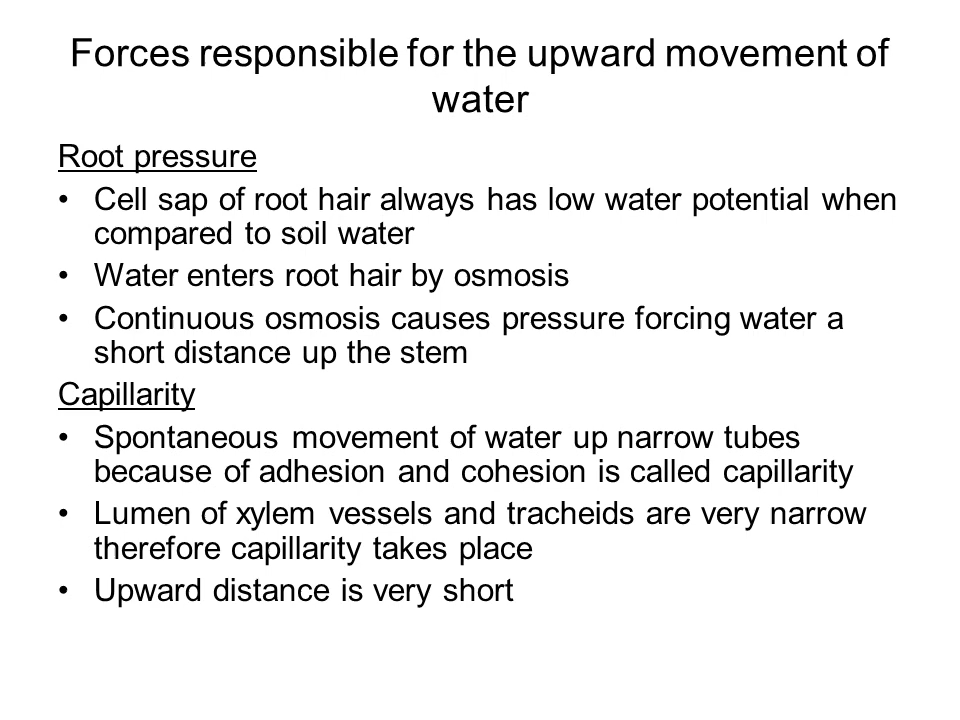 Forces responsible for the upward movement of
water
Root pressure
• Cell sap of root hair always has low water potential when
compared to soil water
• Water enters root hair by osmosis
• Continuous osmosis causes pressure forcing water a
short distance up the stem
Capillarity
• Spontaneous movement of water up narrow tubes
because of adhesion and cohesion is called capillarity
• Lumen of xylem vessels and tracheids are very narrow
therefore capillarity takes place
• Upward distance is very short